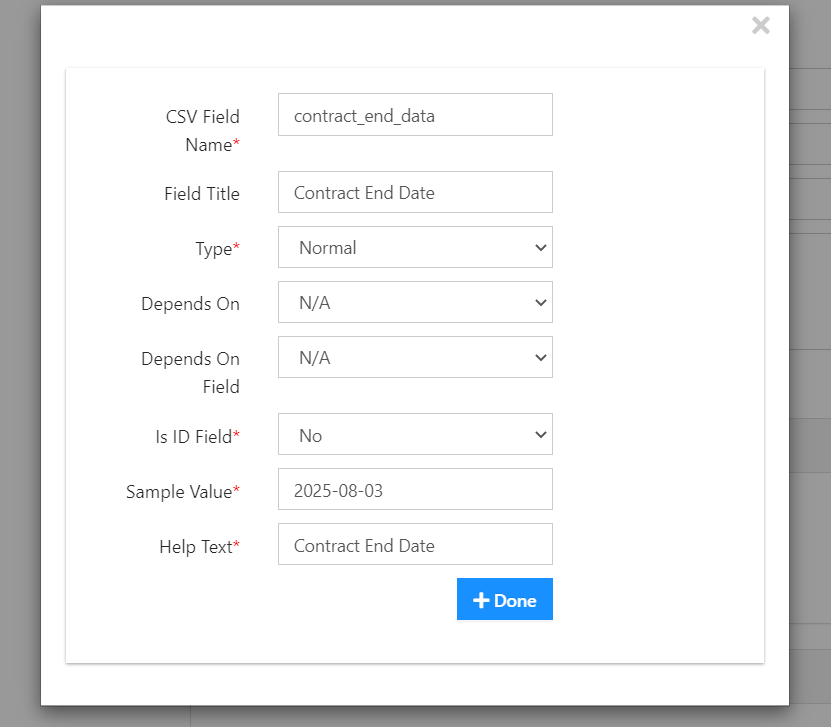 ×
CSV Field
Name*
contract_end_data
Field Title
Contract End Date
Type*
Normal
Depends On
N/A
Depends On
Field
N/A
Is ID Field*
No
Sample Value*
2025-08-03
Help Text*
Contract End Date
+ Done